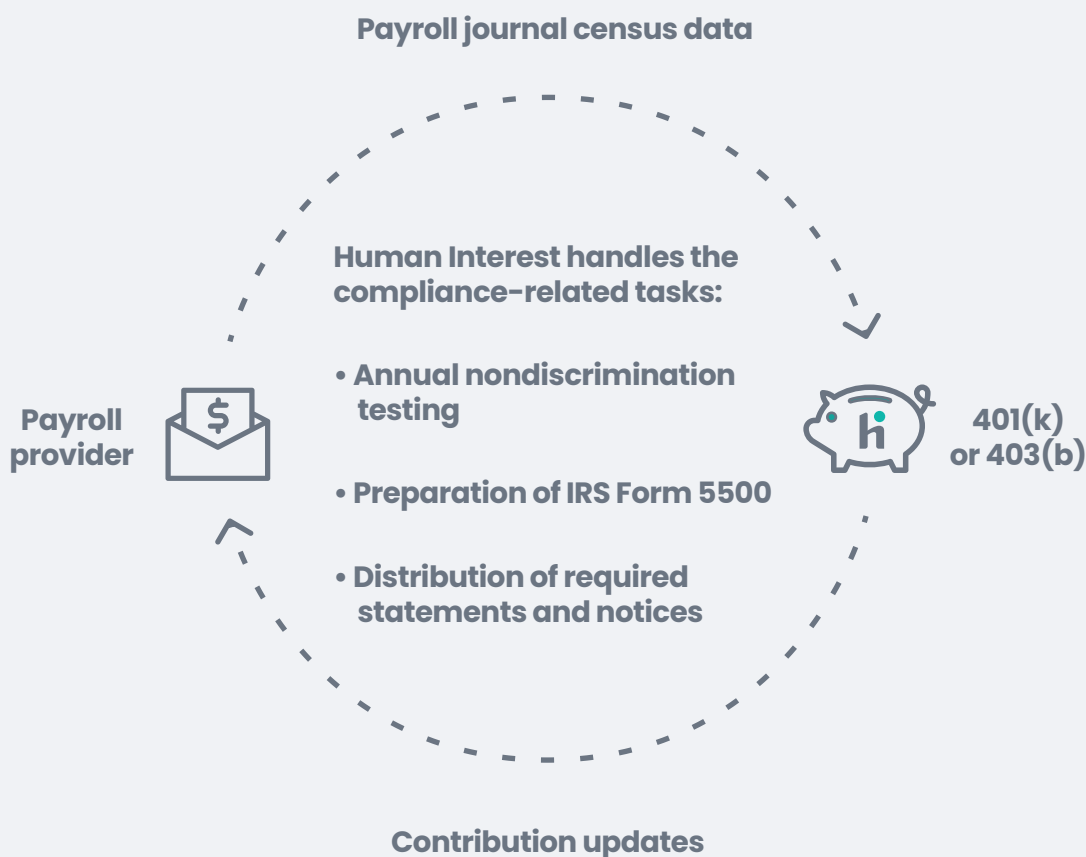 Payroll journal census data
Human Interest handles the
compliance-related tasks:
• Annual nondiscrimination
testing
Payroll
provider
$
h
401(k)
or 403(b)
• Preparation of IRS Form 5500
• Distribution of required
statements and notices
Contribution updates